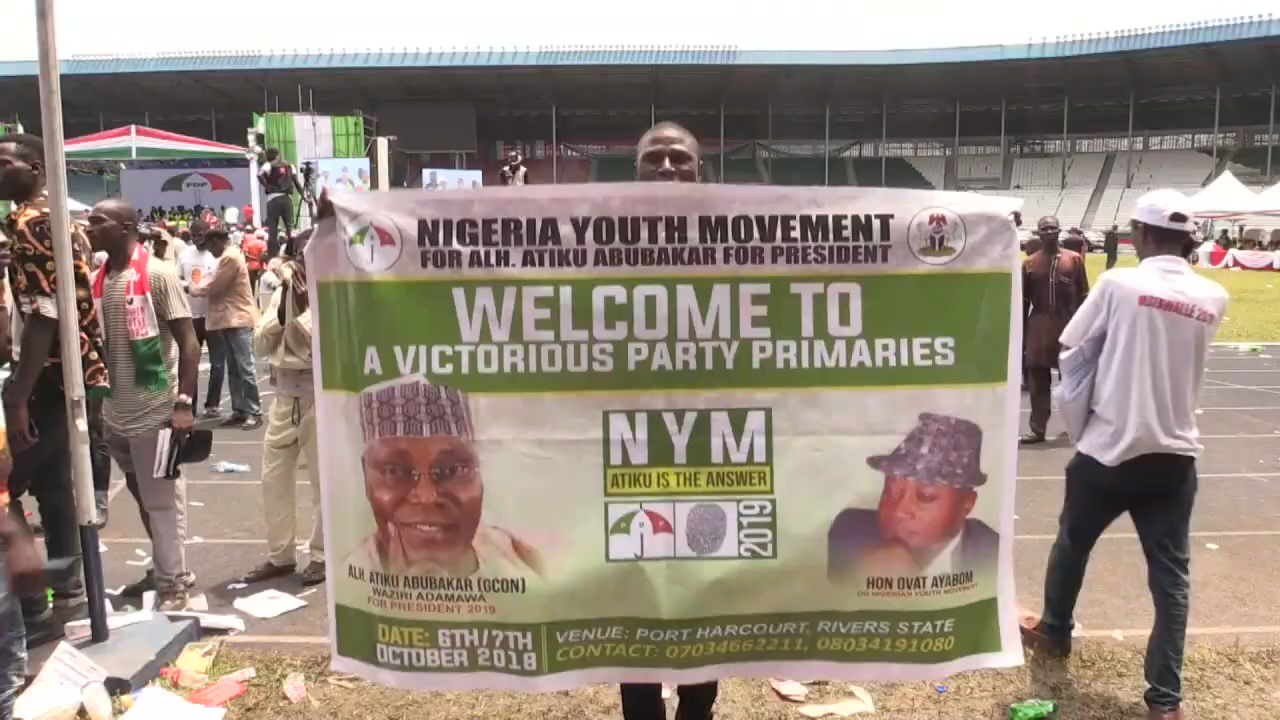 PDP
NIGERIA YOUTH MOVEMENT
FOR ALH. ATIKU ABUBAKAR FOR PRESIDENT
WELCOME TO
A VICTORIOUS PARTY PRIMARIES
NYM
ATIKU IS THE ANSWER
2019
ALH. ATIKU ABUBAKAR (GCON)
WAZIRI ADAMAWA
FOR PRESIDENT 2019
HON OVAT AYABOM
DG NIGERIAN YOUTH MOVEMENT
DATE: 6TH/7TH
OCTOBER 2018
VENUE: PORT HARCOURT, RIVERS STATE
CONTACT: 07034662211, 08034191080